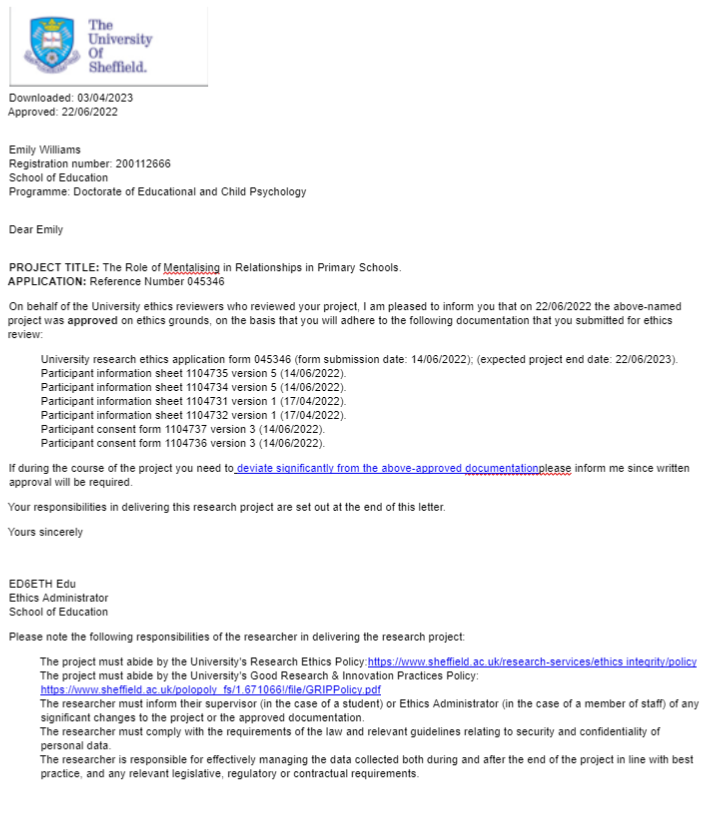 The
University
Of
Sheffield.
Downloaded: 03/04/2023
Approved: 22/06/2022
Emily Williams
Registration number: 200112666
School of Education
Programme: Doctorate of Educational and Child Psychology
Dear Emily
PROJECT TITLE: The Role of Mentalising in Relationships in Primary Schools.
APPLICATION: Reference Number 045346
On behalf of the University ethics reviewers who reviewed your project, I am pleased to inform you that on 22/06/2022 the above-named
project was approved on ethics grounds, on the basis that you will adhere to the following documentation that you submitted for ethics
review:
University research ethics application form 045346 (form submission date: 14/06/2022); (expected project end date: 22/06/2023).
Participant information sheet 1104735 version 5 (14/06/2022).
Participant information sheet 1104734 version 5 (14/06/2022).
Participant information sheet 1104731 version 1 (17/04/2022).
Participant information sheet 1104732 version 1 (17/04/2022).
Participant consent form 1104737 version 3 (14/06/2022).
Participant consent form 1104736 version 3 (14/06/2022).
If during the course of the project you need to deviate significantly from the above-approved documentationplease inform me since written
approval will be required.
Your responsibilities in delivering this research project are set out at the end of this letter.
Yours sincerely
ED6ETH Edu
Ethics Administrator
School of Education
Please note the following responsibilities of the researcher in delivering the research project:
The project must abide by the University's Research Ethics Policy:https://www.sheffield.ac.uk/research-services/ethics integrity/policy
The project must abide by the University's Good Research & Innovation Practices Policy:
https://www.sheffield.ac.uk/polopoly_fs/1.671066!/file/GRIPPolicy.pdf
The researcher must inform their supervisor (in the case of a student) or Ethics Administrator (in the case of a member of staff) of any
significant changes to the project or the approved documentation.
The researcher must comply with the requirements of the law and relevant guidelines relating to security and confidentiality of
personal data.
The researcher is responsible for effectively managing the data collected both during and after the end of the project in line with best
practice, and any relevant legislative, regulatory or contractual requirements.